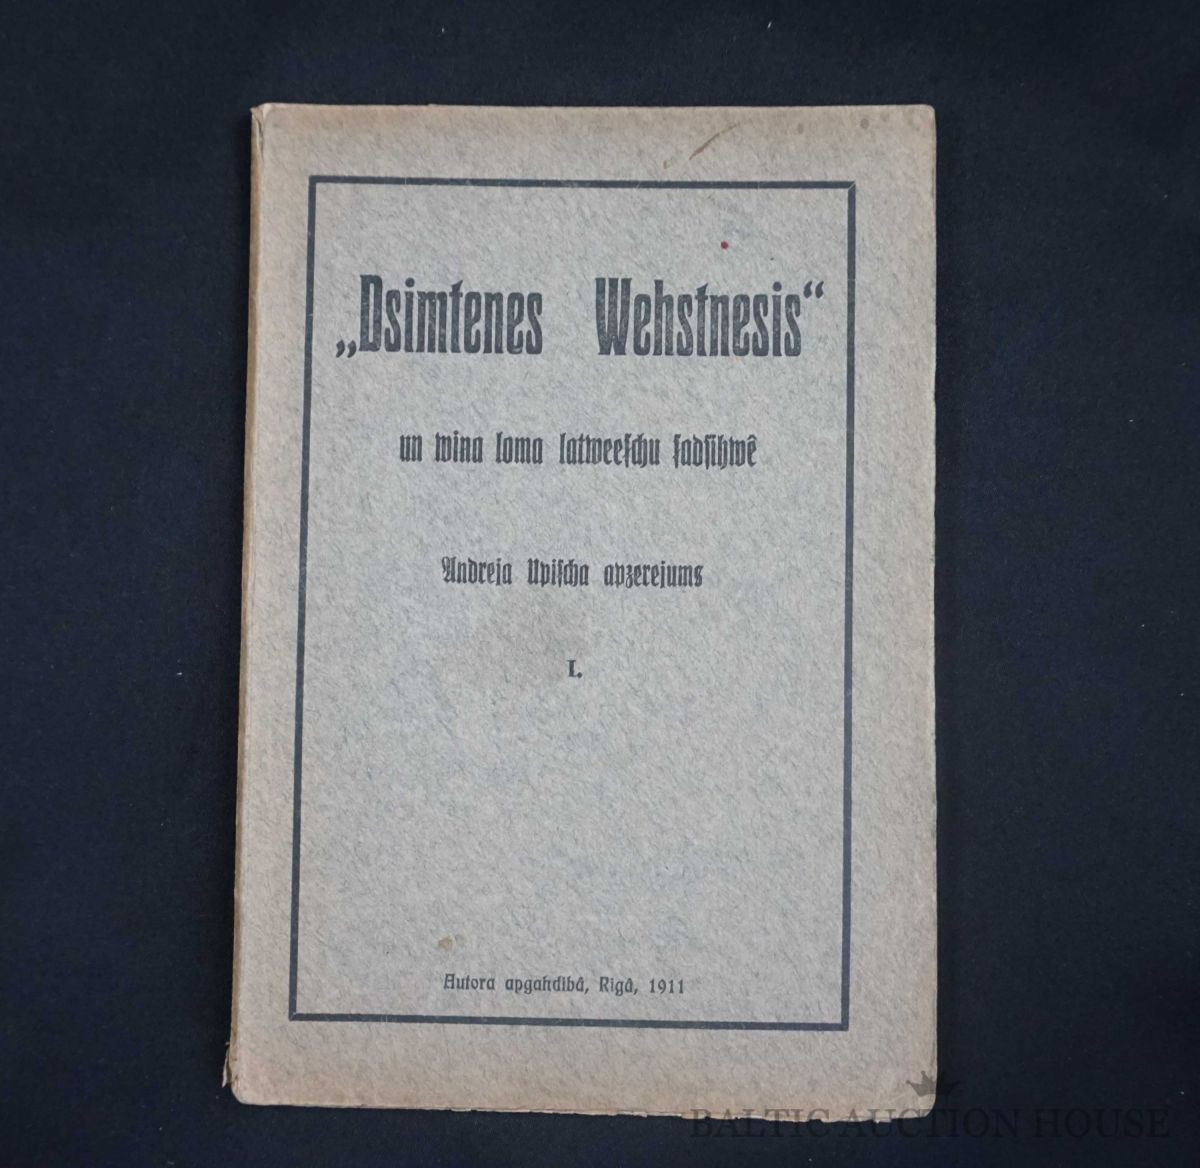 „Dsimtenes Wehstnesis“
un wina loma latweeſchu ſadſihwê
Andreja Upiſcha apzerejums
I.
Autora apgahdibâ, Rigâ, 1911
BALTIC AUCTION HOUSE